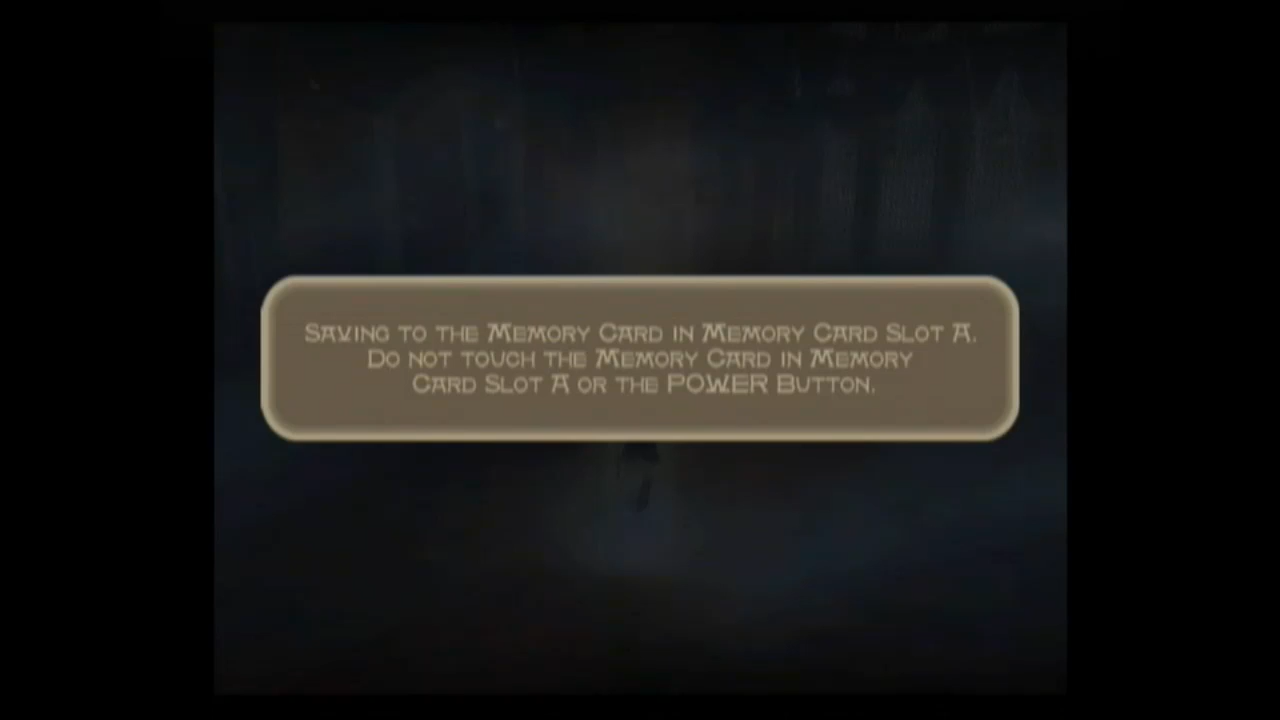 Saving to the Memory Card in Memory Card Slot A.
Do not touch the Memory Card in Memory
Card Slot A or the POWER Button.